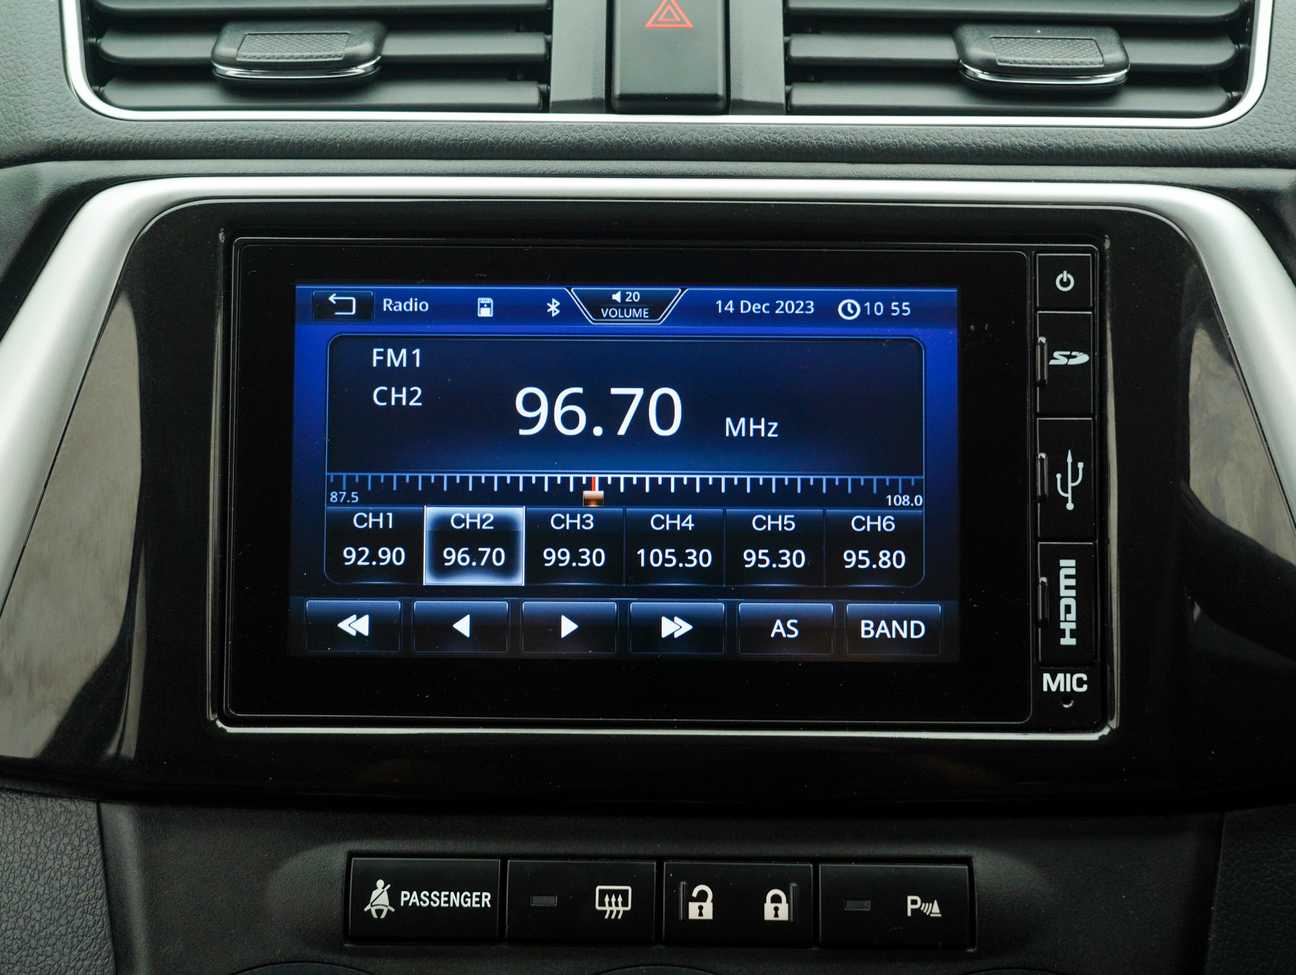 Radio 20 VOLUME 14 Dec 2023 10 55
FM1
CH2
96.70 MHz
87.5 108.0
CH1 CH2 CH3 CH4 CH5 CH6
92.90 96.70 99.30 105.30 95.30 95.80
AS BAND
SD
HDMI
MIC
PASSENGER
P